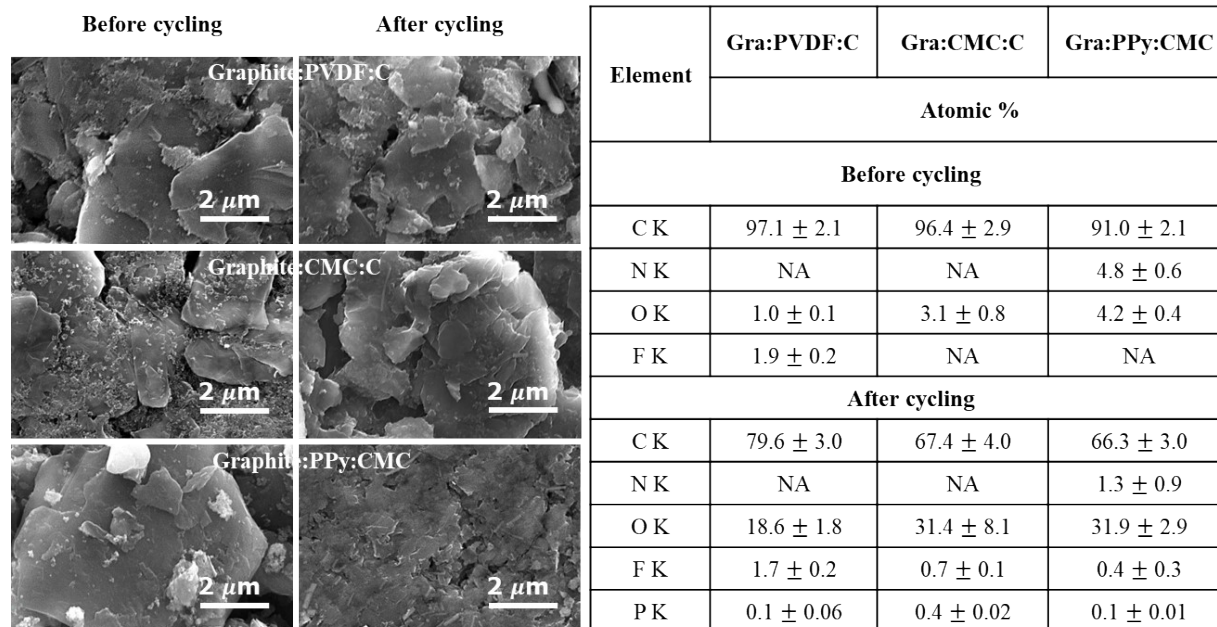 Before cycling
After cycling
Graphite:PVDF:C
2 μm
2 μm
Graphite:CMC:C
2 μm
2 μm
Graphite:PPy:CMC
2 μm
2 μm
Element Gra:PVDF:C Gra:CMC:C Gra:PPy:CMC
Atomic %
Before cycling
C K 97.1 ± 2.1 96.4 ± 2.9 91.0 ± 2.1
N K NA NA 4.8 ± 0.6
O K 1.0 ± 0.1 3.1 ± 0.8 4.2 ± 0.4
F K 1.9 ± 0.2 NA NA
After cycling
C K 79.6 ± 3.0 67.4 ± 4.0 66.3 ± 3.0
N K NA NA 1.3 ± 0.9
O K 18.6 ± 1.8 31.4 ± 8.1 31.9 ± 2.9
F K 1.7 ± 0.2 0.7 ± 0.1 0.4 ± 0.3
P K 0.1 ± 0.06 0.4 ± 0.02 0.1 ± 0.01